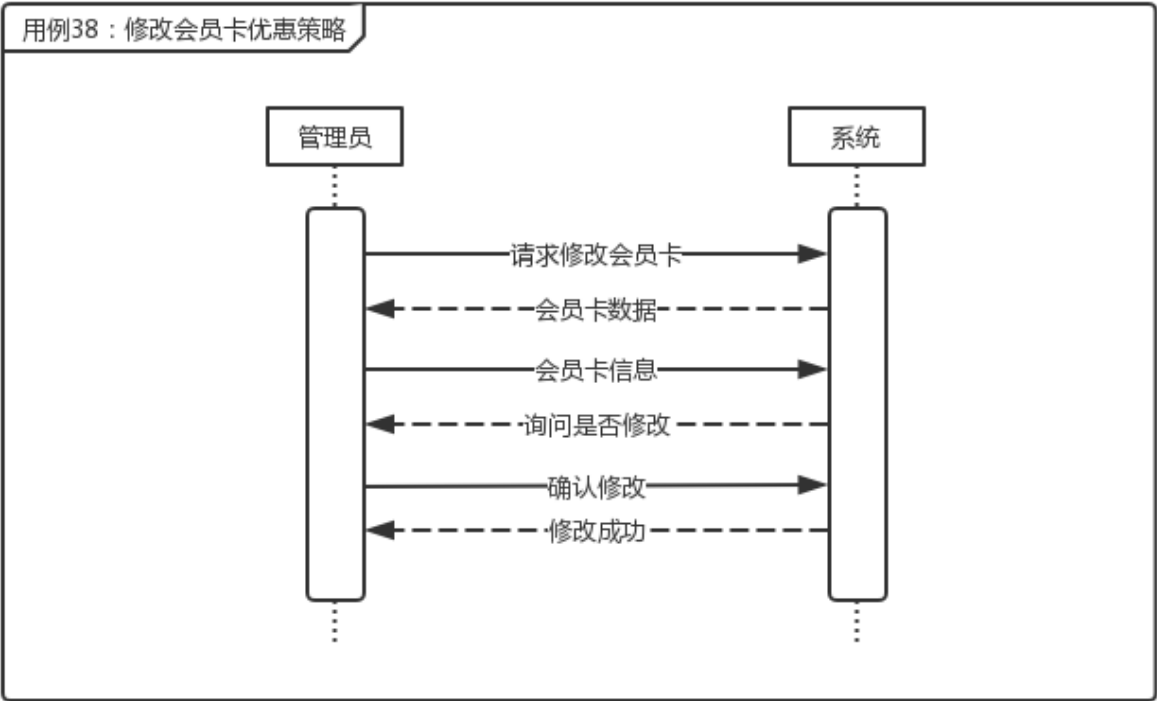 用例38：修改会员卡优惠策略
管理员
系统
请求修改会员卡
会员卡数据
会员卡信息
询问是否修改
确认修改
修改成功